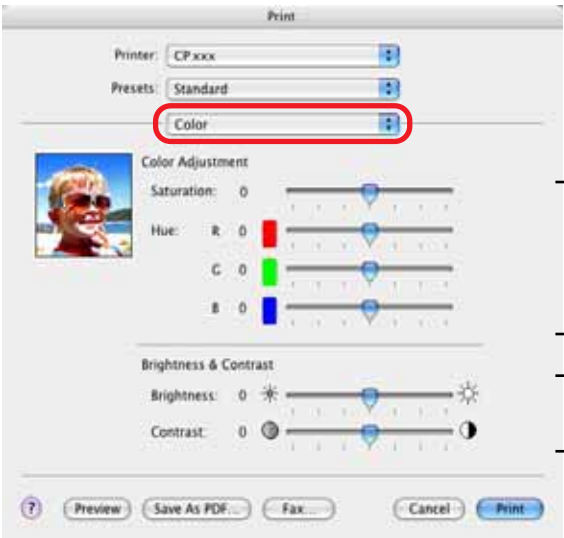 Print
Printer: CP xxx
Presets: Standard
Color
Color Adjustment
Saturation: 0
Hue: R 0
G 0
B 0
Brightness & Contrast
Brightness: 0
Contrast: 0
? Preview Save As PDF... Fax... Cancel Print